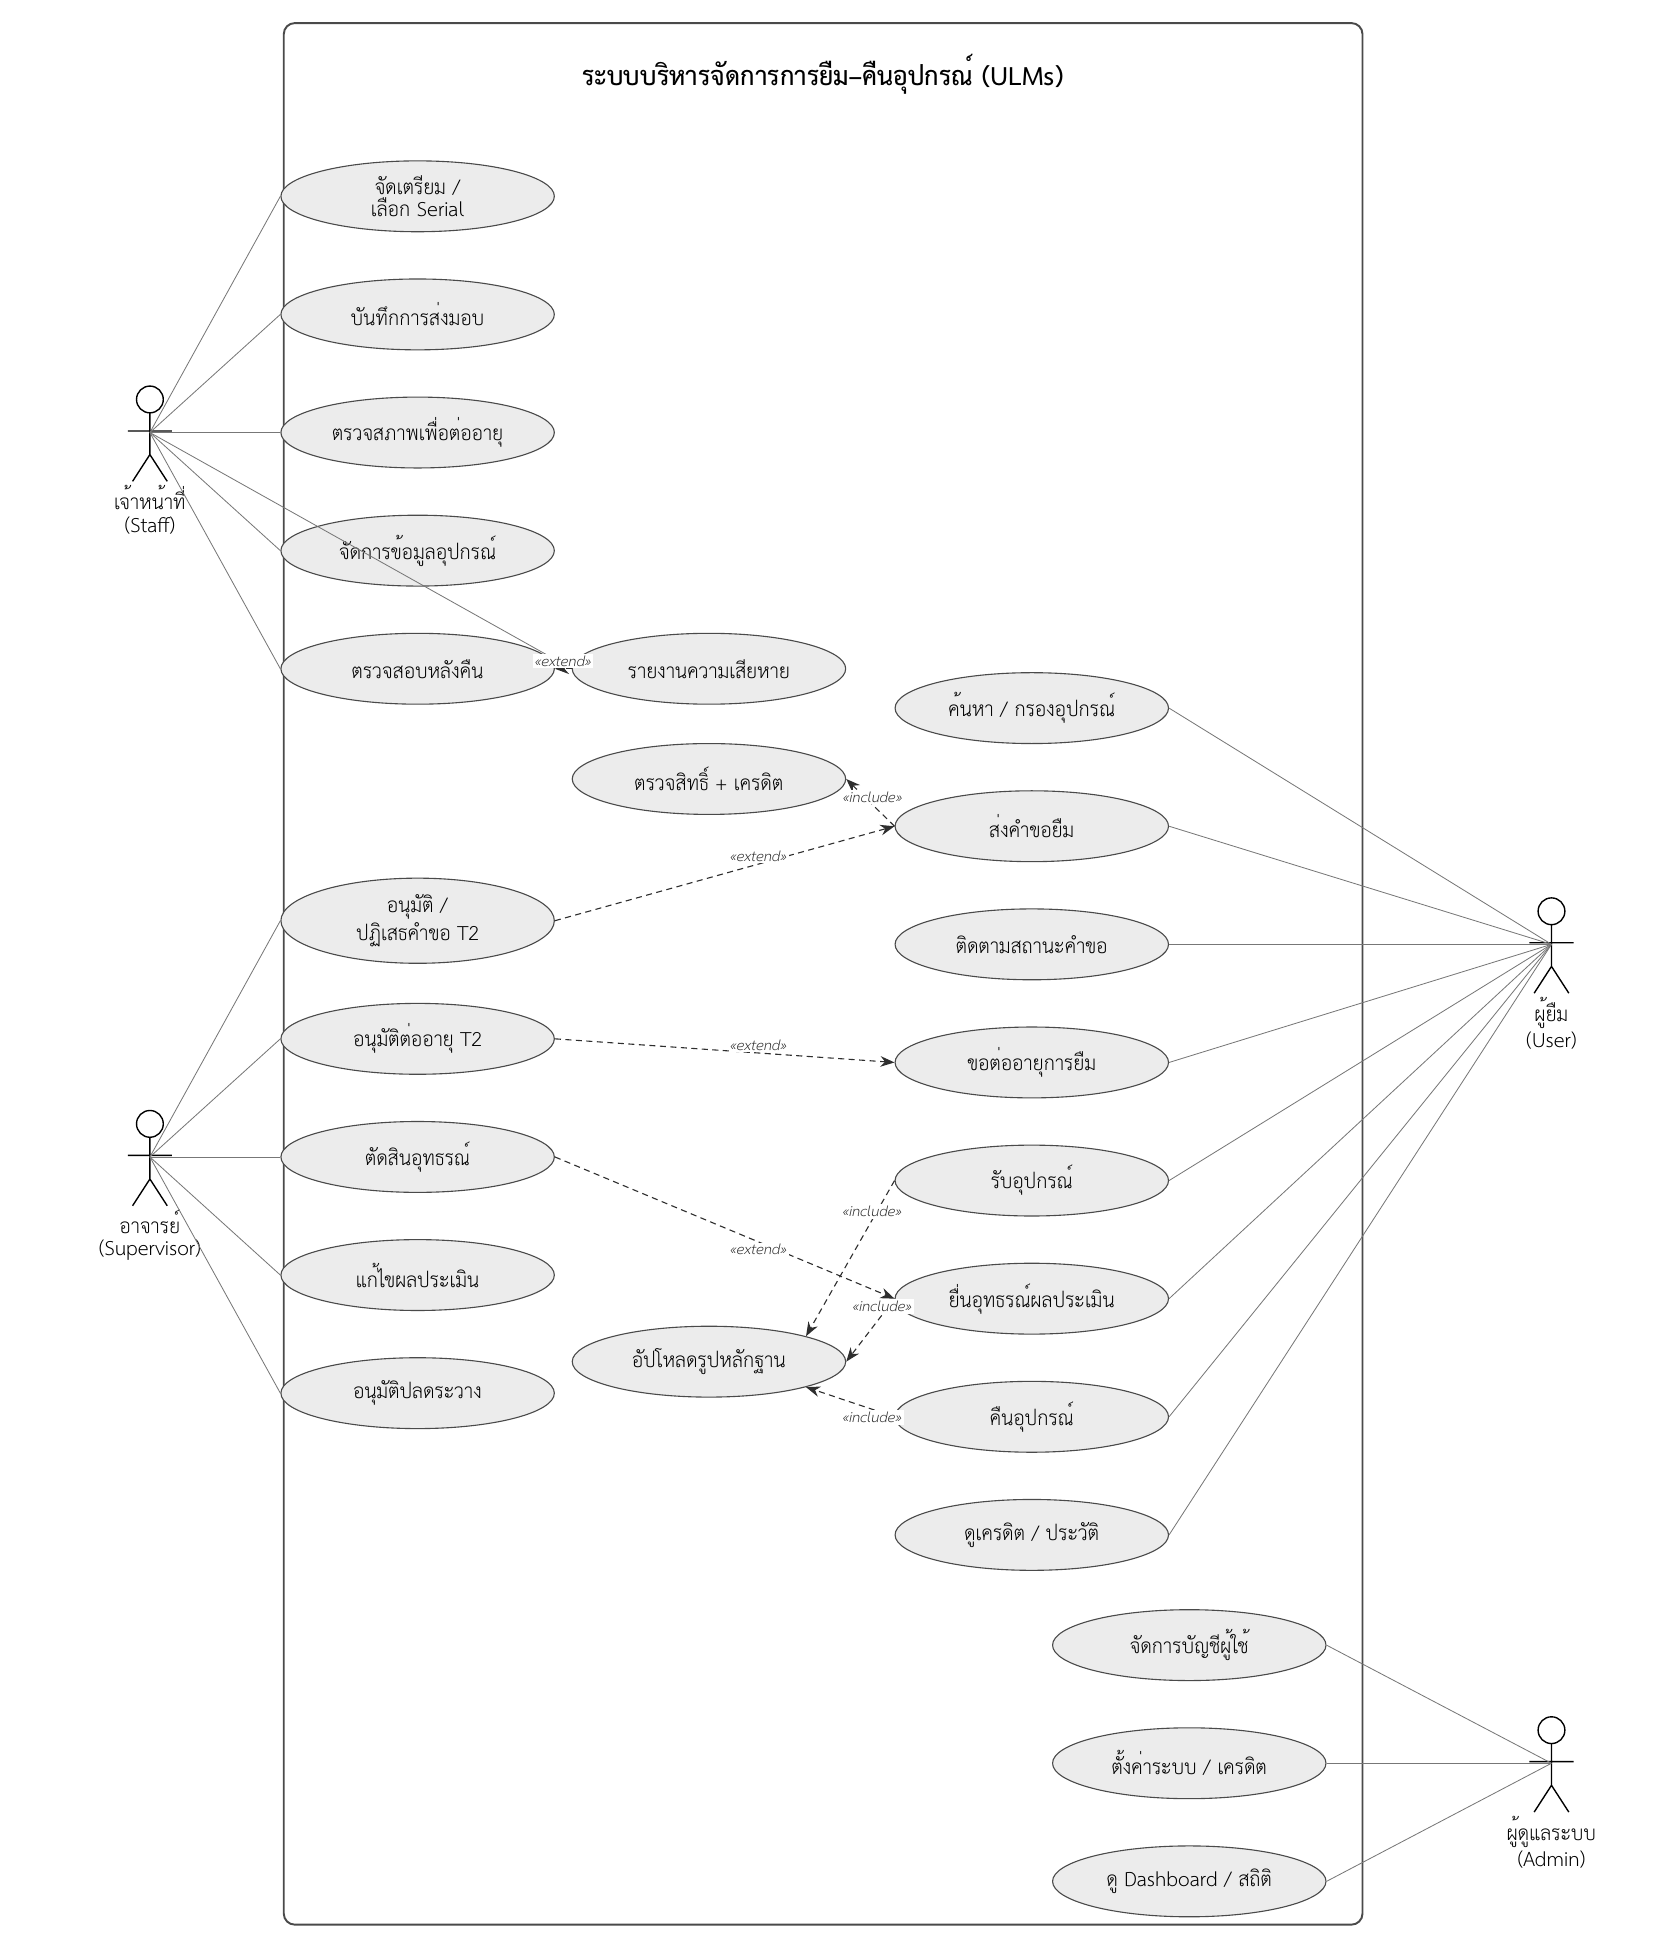 ระบบบริหารจัดการการยืม–คืนอุปกรณ์ (ULMs)
จัดเตรียม /
เลือก Serial
บันทึกการส่งมอบ
ตรวจสภาพเพื่อต่ออายุ
เจ้าหน้าที่
(Staff)
จัดการข้อมูลอุปกรณ์
ตรวจสอบหลังคืน
«extend»
รายงานความเสียหาย
ค้นหา / กรองอุปกรณ์
ตรวจสิทธิ์ + เครดิต
«include»
ส่งคำขอยืม
«extend»
อนุมัติ /
ปฏิเสธคำขอ T2
ติดตามสถานะคำขอ
ผู้ยืม
(User)
อนุมัติต่ออายุ T2
«extend»
ขอต่ออายุการยืม
ตัดสินอุทธรณ์
รับอุปกรณ์
«include»
อาจารย์
(Supervisor)
«extend»
แก้ไขผลประเมิน
ยื่นอุทธรณ์ผลประเมิน
«include»
อัปโหลดรูปหลักฐาน
อนุมัติปลดระวาง
«include»
คืนอุปกรณ์
ดูเครดิต / ประวัติ
จัดการบัญชีผู้ใช้
ตั้งค่าระบบ / เครดิต
ผู้ดูแลระบบ
(Admin)
ดู Dashboard / สถิติ